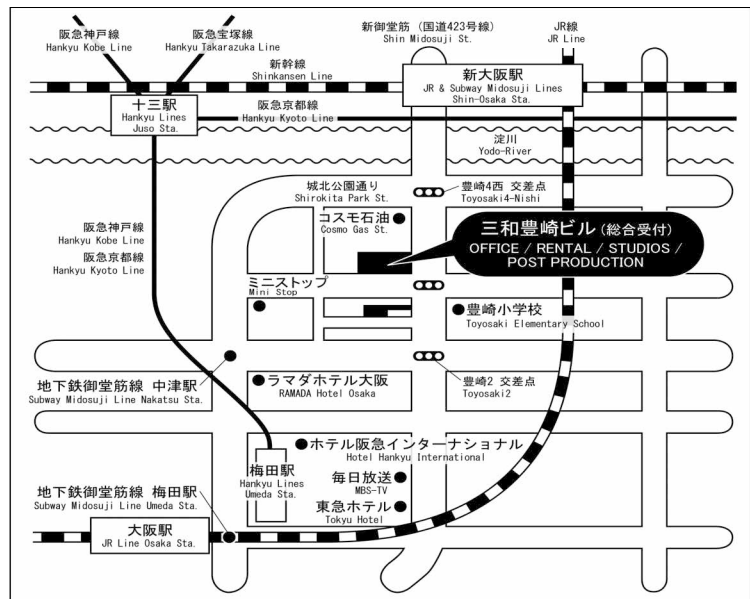 阪急神戸線
Hankyu Kobe Line
阪急宝塚線
Hankyu Takarazuka Line
新御堂筋 (国道423号線)
Shin Midosuji St.
JR線
JR Line
新幹線
Shinkansen Line
新大阪駅
JR & Subway Midosuji Lines
Shin-Osaka Sta.
十三駅
Hankyu Lines
Juso Sta.
阪急京都線
Hankyu Kyoto Line
淀川
Yodo-River
城北公園通り
Shirokita Park St.
豊崎4西 交差点
Toyosaki4-Nishi
コスモ石油
Cosmo Gas St.
三和豊崎ビル (総合受付)
OFFICE / RENTAL / STUDIOS /
POST PRODUCTION
阪急神戸線
Hankyu Kobe Line
阪急京都線
Hankyu Kyoto Line
ミニストップ
Mini Stop
豊崎小学校
Toyosaki Elementary School
地下鉄御堂筋線 中津駅
Subway Midosuji Line Nakatsu Sta.
ラマダホテル大阪
RAMADA Hotel Osaka
豊崎2 交差点
Toyosaki2
ホテル阪急インターナショナル
Hotel Hankyu International
梅田駅
Hankyu Lines
Umeda Sta.
毎日放送
MBS-TV
地下鉄御堂筋線 梅田駅
Subway Midosuji Line Umeda Sta.
東急ホテル
Tokyu Hotel
大阪駅
JR Line Osaka Sta.